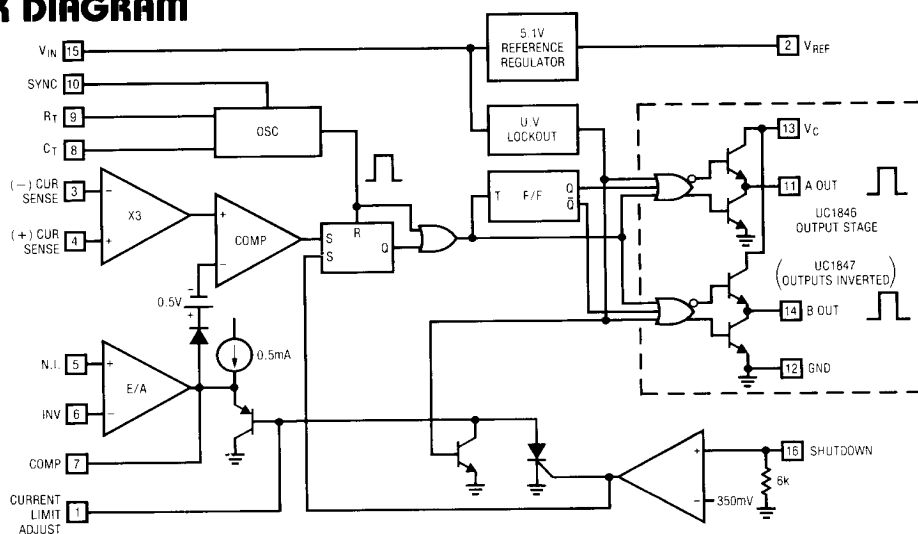 K DIAGRAM
VIN 15
5.1V
REFERENCE
REGULATOR
2 VREF
SYNC 10
RT 9
OSC
U.V.
LOCKOUT
CT 8
13 VC
(−) CUR
SENSE
3
−
X3
T F/F Q
Q̅
11 A OUT
(+) CUR
SENSE
4
+
+
COMP
−
S R
S Q
UC1846
OUTPUT STAGE
(UC1847
OUTPUTS INVERTED)
−
0.5V
+
14 B OUT
0.5mA
N.I. 5
+
E/A
12 GND
INV 6
−
COMP 7
+
16 SHUTDOWN
6k
− 350mV
CURRENT
LIMIT
ADJUST
1